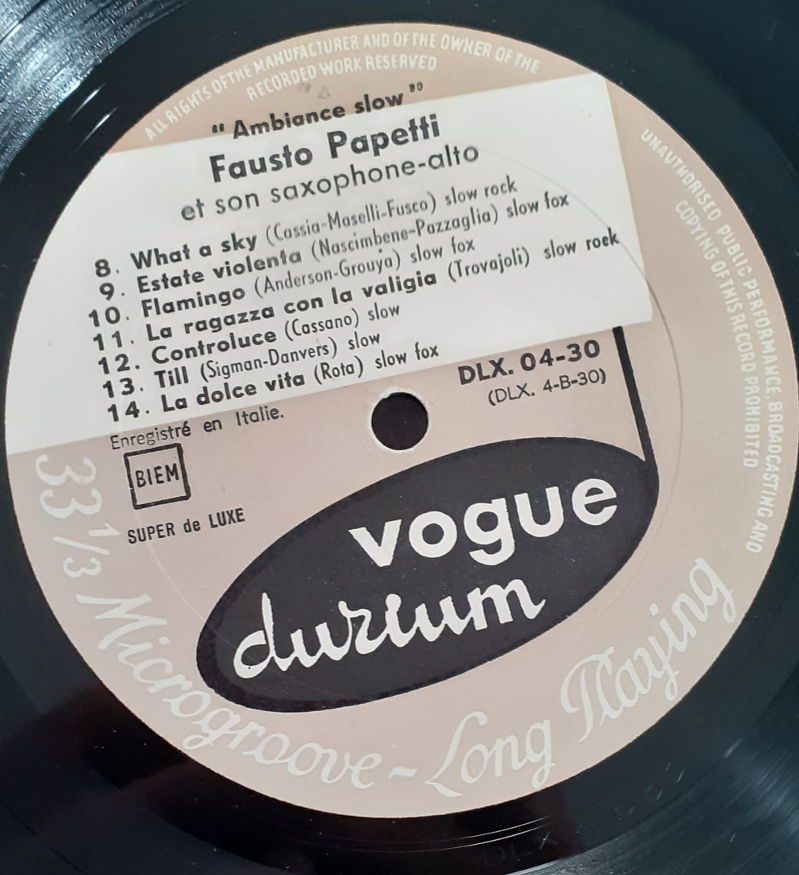 ALL RIGHTS OF THE MANUFACTURER AND OF THE OWNER OF THE
RECORDED WORK RESERVED
UNAUTHORISED PUBLIC PERFORMANCE, BROADCASTING AND
COPYING OF THIS RECORD PROHIBITED
"Ambiance slow"
Fausto Papetti
et son saxophone-alto
8. What a sky (Cassia-Maselli-Fusco) slow rock
9. Estate violenta (Nascimbene-Pazzaglia) slow fox
10. Flamingo (Anderson-Grouya) slow fox
11. La ragazza con la valigia (Trovajoli) slow rock
12. Controluce (Cassano) slow
13. Till (Sigman-Danvers) slow
14. La dolce vita (Rota) slow fox
Enregistré en Italie.
DLX. 04-30
(DLX. 4-B-30)
BIEM
SUPER de LUXE
vogue
durium
33 1/3 Microgroove - Long Playing